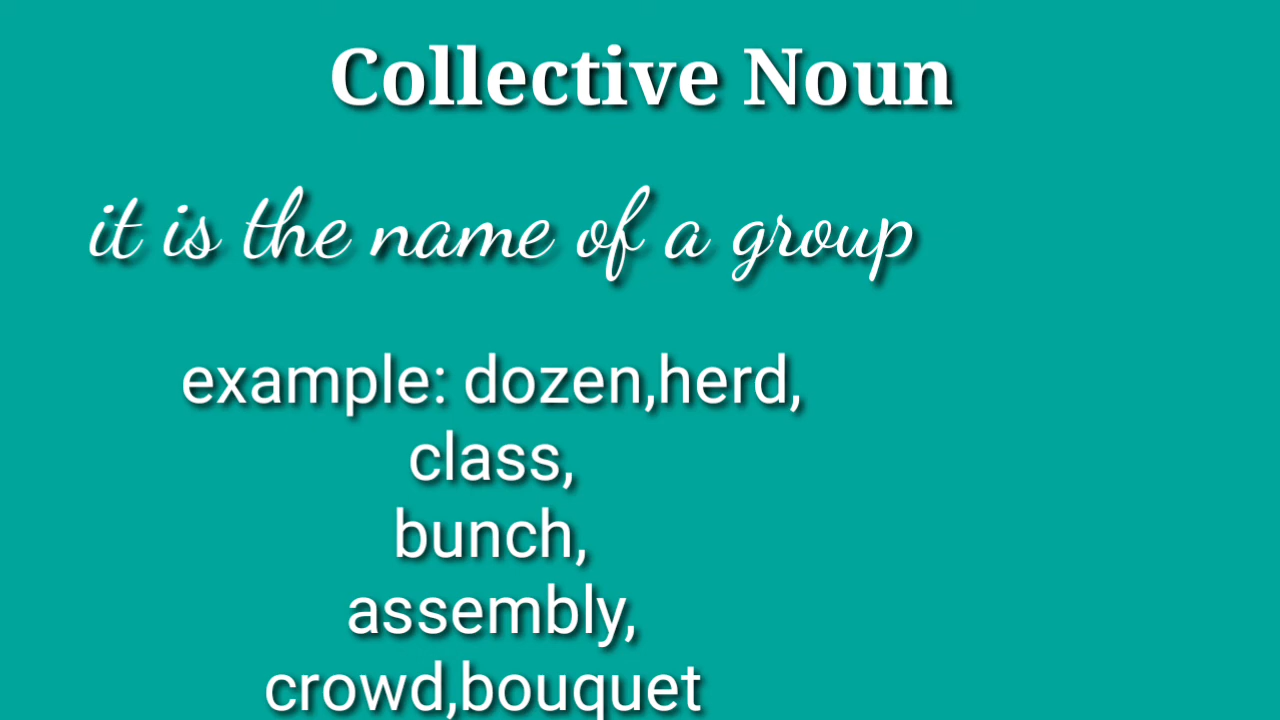 Collective Noun
it is the name of a group
example: dozen,herd,
class,
bunch,
assembly,
crowd,bouquet